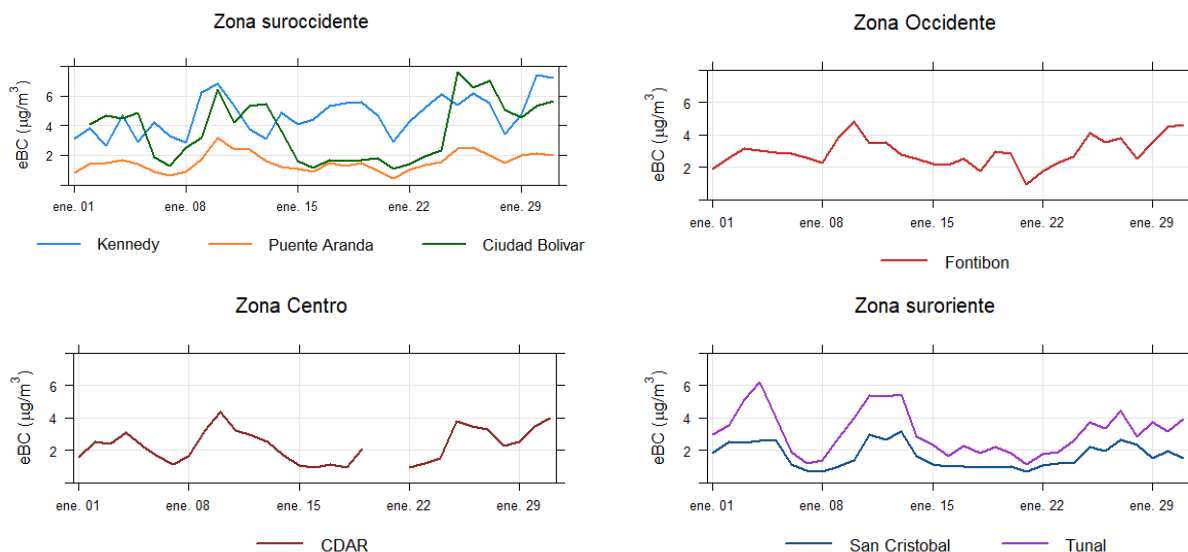 Zona suroccidente
eBC (µg/m³)
6
4
2
ene. 01 ene. 08 ene. 15 ene. 22 ene. 29
Kennedy Puente Aranda Ciudad Bolivar
Zona Occidente
eBC (µg/m³)
6
4
2
ene. 01 ene. 08 ene. 15 ene. 22 ene. 29
Fontibon
Zona Centro
eBC (µg/m³)
6
4
2
ene. 01 ene. 08 ene. 15 ene. 22 ene. 29
CDAR
Zona suroriente
eBC (µg/m³)
6
4
2
ene. 01 ene. 08 ene. 15 ene. 22 ene. 29
San Cristobal Tunal